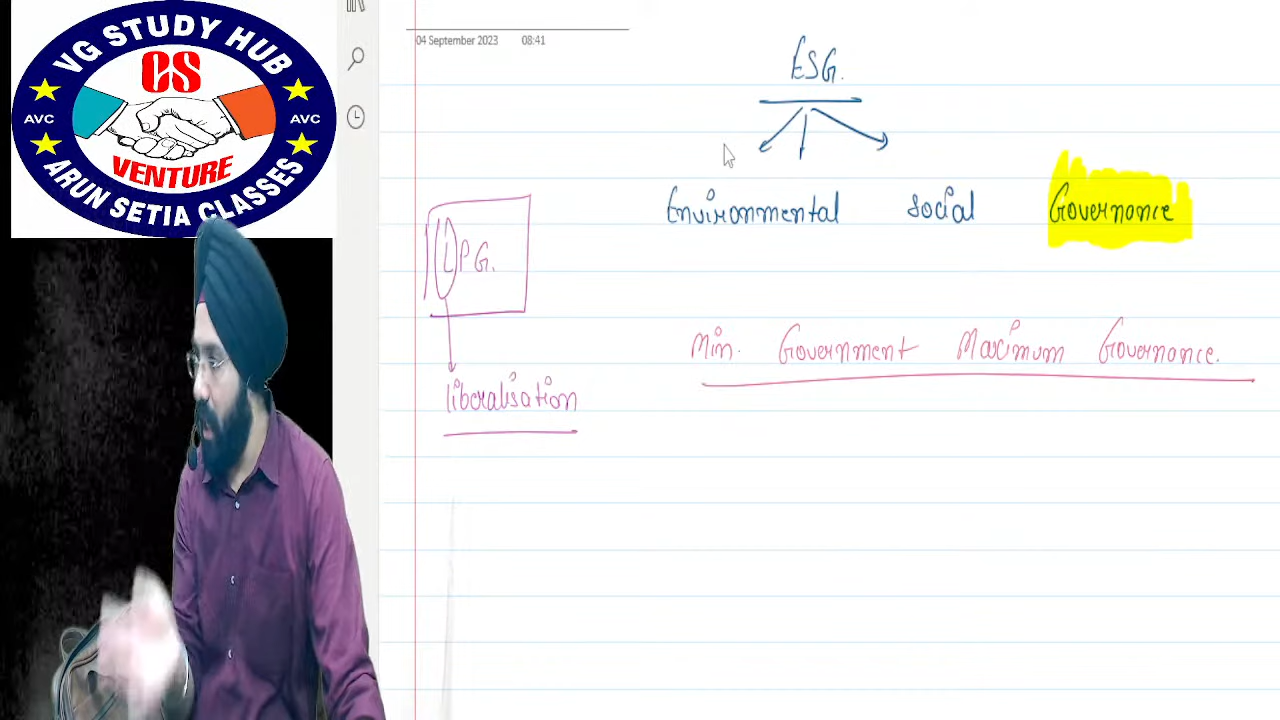 VG STUDY HUB
CS
AVC
AVC
VENTURE
ARUN SETIA CLASSES
04 September 2023 08:41
ESG.
Environmental Social Governance
LPG.
Min. Government Maximum Governance.
liberalisation